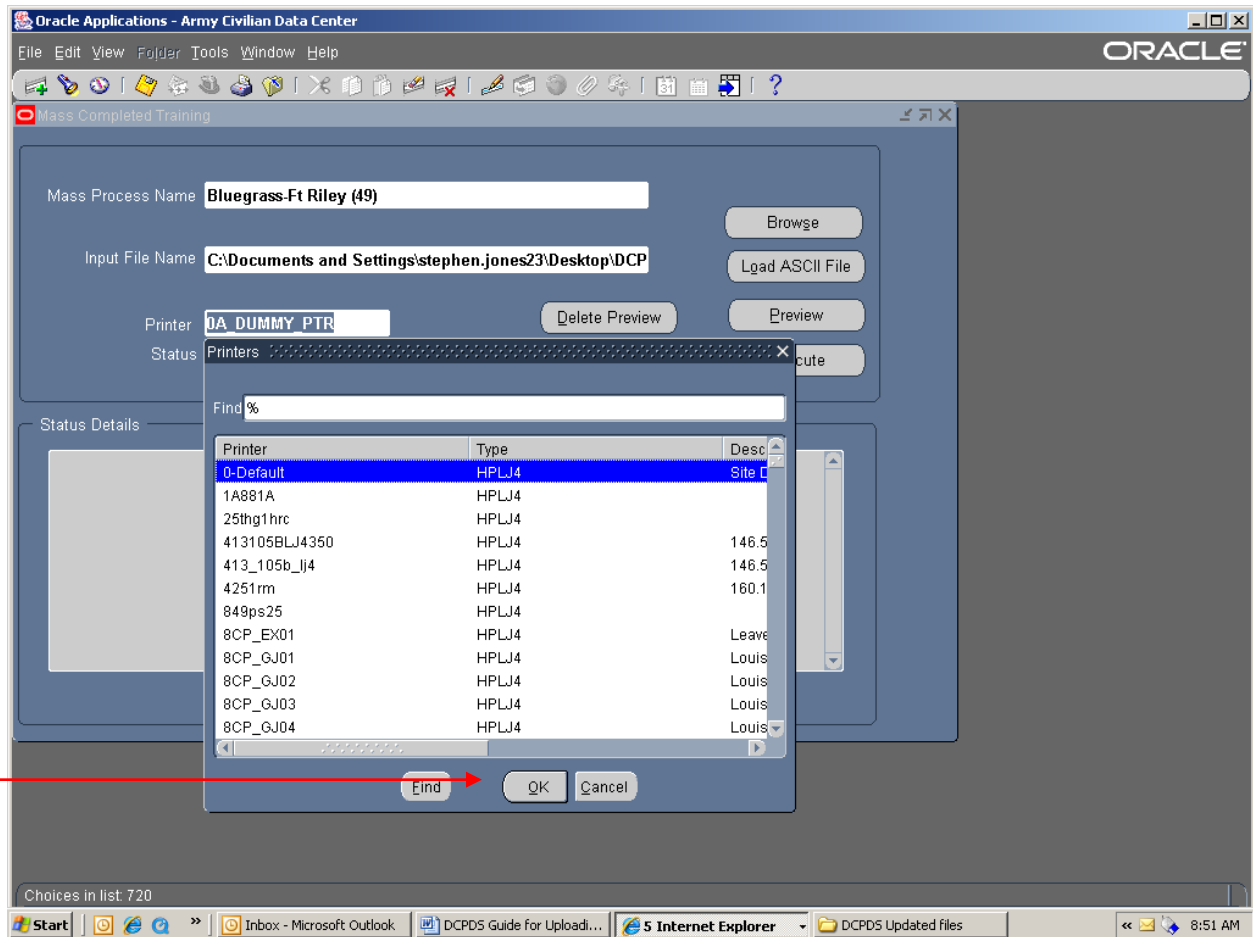 Oracle Applications - Army Civilian Data Center
File Edit View Folder Tools Window Help
ORACLE
Mass Completed Training
Mass Process Name Bluegrass-Ft Riley (49)
Browse
Input File Name C:\Documents and Settings\stephen.jones23\Desktop\DCP
Load ASCII File
Printer 0A_DUMMY_PTR
Delete Preview
Preview
Status
cute
Printers
Find %
Status Details
Printer Type Desc
0-Default HPLJ4 Site D
1A881A HPLJ4
25thg1hrc HPLJ4
413105BLJ4350 HPLJ4 146.5
413_105b_lj4 HPLJ4 146.5
4251rm HPLJ4 160.1
849ps25 HPLJ4
8CP_EX01 HPLJ4 Leave
8CP_GJ01 HPLJ4 Louis
8CP_GJ02 HPLJ4 Louis
8CP_GJ03 HPLJ4 Louis
8CP_GJ04 HPLJ4 Louis
Find OK Cancel
Choices in list: 720
Start » Inbox - Microsoft Outlook DCPDS Guide for Uploadi... 5 Internet Explorer DCPDS Updated files « 8:51 AM